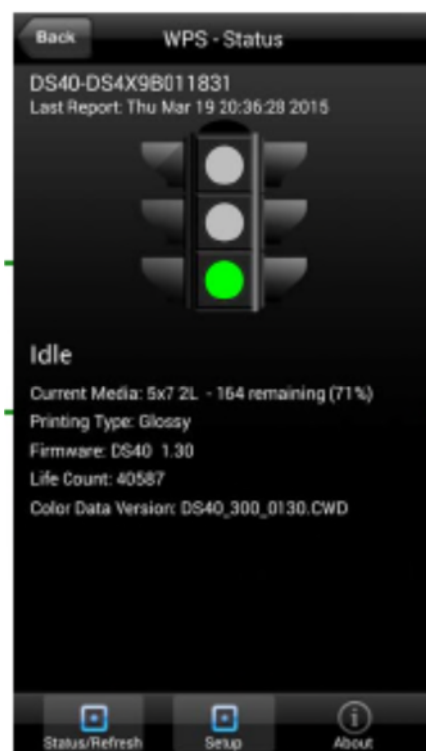 Back
WPS - Status
DS40-DS4X9B011831
Last Report: Thu Mar 19 20:36:28 2015
Idle
Current Media: 5x7 2L - 164 remaining (71%)
Printing Type: Glossy
Firmware: DS40 1.30
Life Count: 40587
Color Data Version: DS40_300_0130.CWD
Status/Refresh
Setup
About